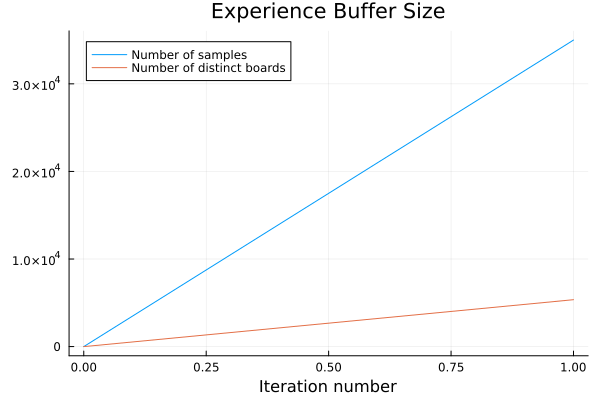 Experience Buffer Size
Number of samples
Number of distinct boards
3.0×10⁴
2.0×10⁴
1.0×10⁴
0
0.00 0.25 0.50 0.75 1.00
Iteration number